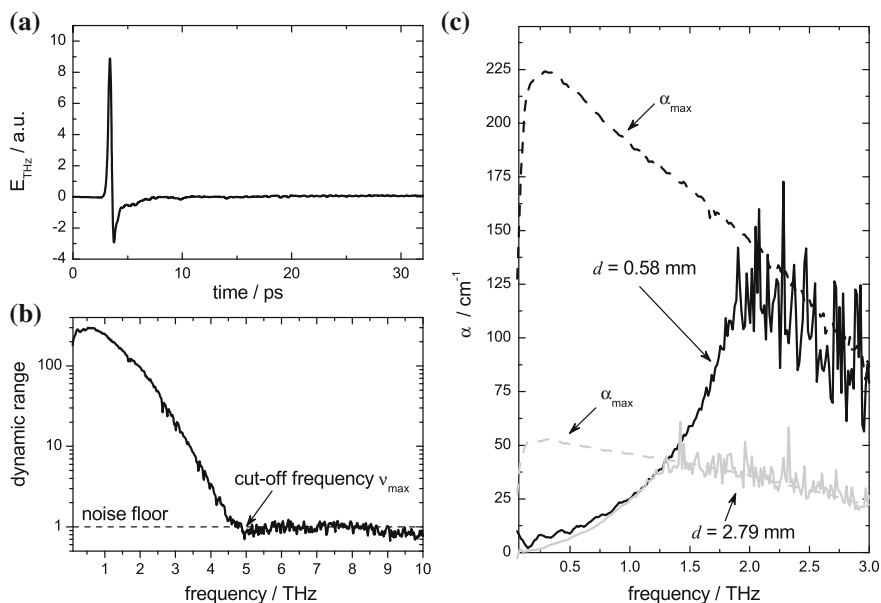 (a)
10
8
6
4
2
0
-2
-4
E_THz / a.u.
0 10 20 30
time / ps
(b)
100
10
1
dynamic range
cut-off frequency ν_max
noise floor
1 2 3 4 5 6 7 8 9 10
frequency / THz
(c)
225
200
175
150
125
100
75
50
25
0
α / cm⁻¹
α_max
d = 0.58 mm
α_max
d = 2.79 mm
0.5 1.0 1.5 2.0 2.5 3.0
frequency / THz